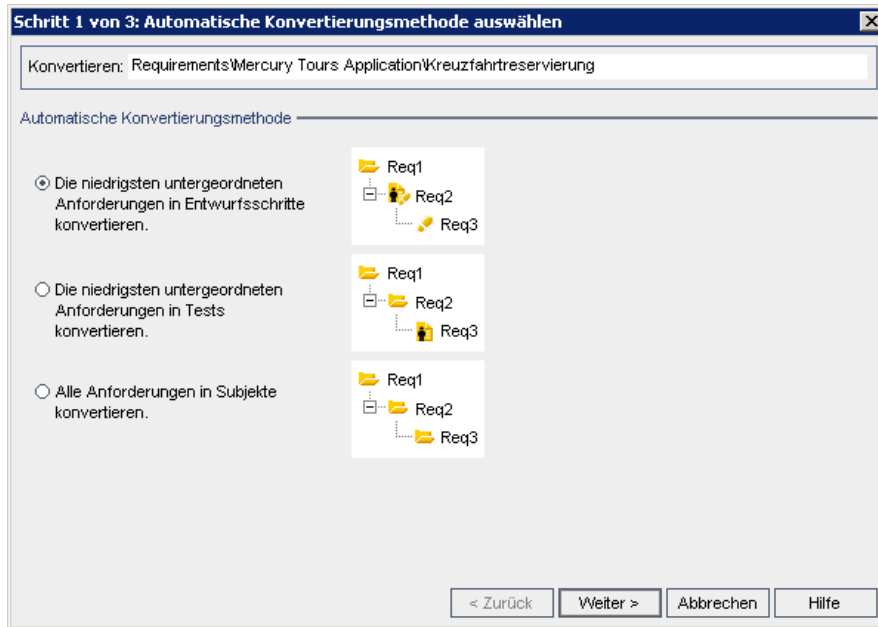 Schritt 1 von 3: Automatische Konvertierungsmethode auswählen
Konvertieren: Requirements\Mercury Tours Application\Kreuzfahrtreservierung
Automatische Konvertierungsmethode
Die niedrigsten untergeordneten
Anforderungen in Entwurfsschritte
konvertieren.
Req1
Req2
Req3
Die niedrigsten untergeordneten
Anforderungen in Tests
konvertieren.
Req1
Req2
Req3
Alle Anforderungen in Subjekte
konvertieren.
Req1
Req2
Req3
< Zurück
Weiter >
Abbrechen
Hilfe